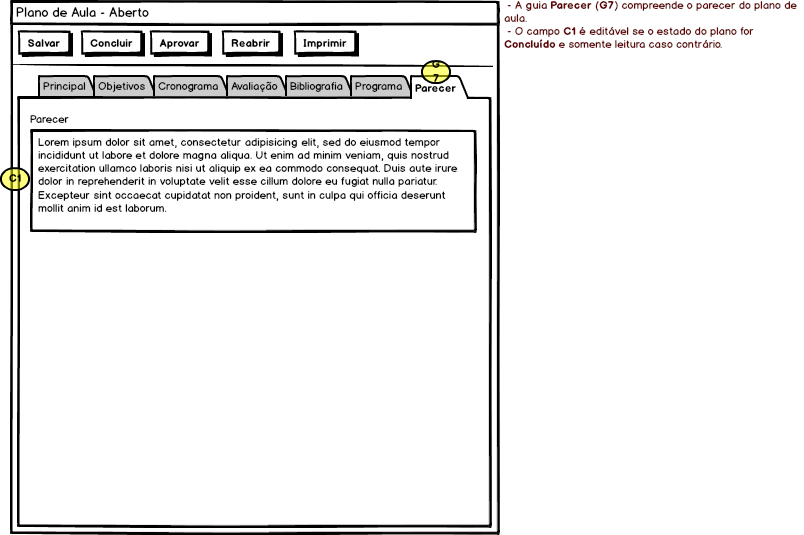 Plano de Aula - Aberto
Salvar Concluir Aprovar Reabrir Imprimir
Principal Objetivos Cronograma Avaliação Bibliografia Programa Parecer
G
7
Parecer
C1
Lorem ipsum dolor sit amet, consectetur adipisicing elit, sed do eiusmod tempor
incididunt ut labore et dolore magna aliqua. Ut enim ad minim veniam, quis nostrud
exercitation ullamco laboris nisi ut aliquip ex ea commodo consequat. Duis aute irure
dolor in reprehenderit in voluptate velit esse cillum dolore eu fugiat nulla pariatur.
Excepteur sint occaecat cupidatat non proident, sunt in culpa qui officia deserunt
mollit anim id est laborum.
- A guia Parecer (G7) compreende o parecer do plano de
aula.
- O campo C1 é editável se o estado do plano for
Concluído e somente leitura caso contrário.